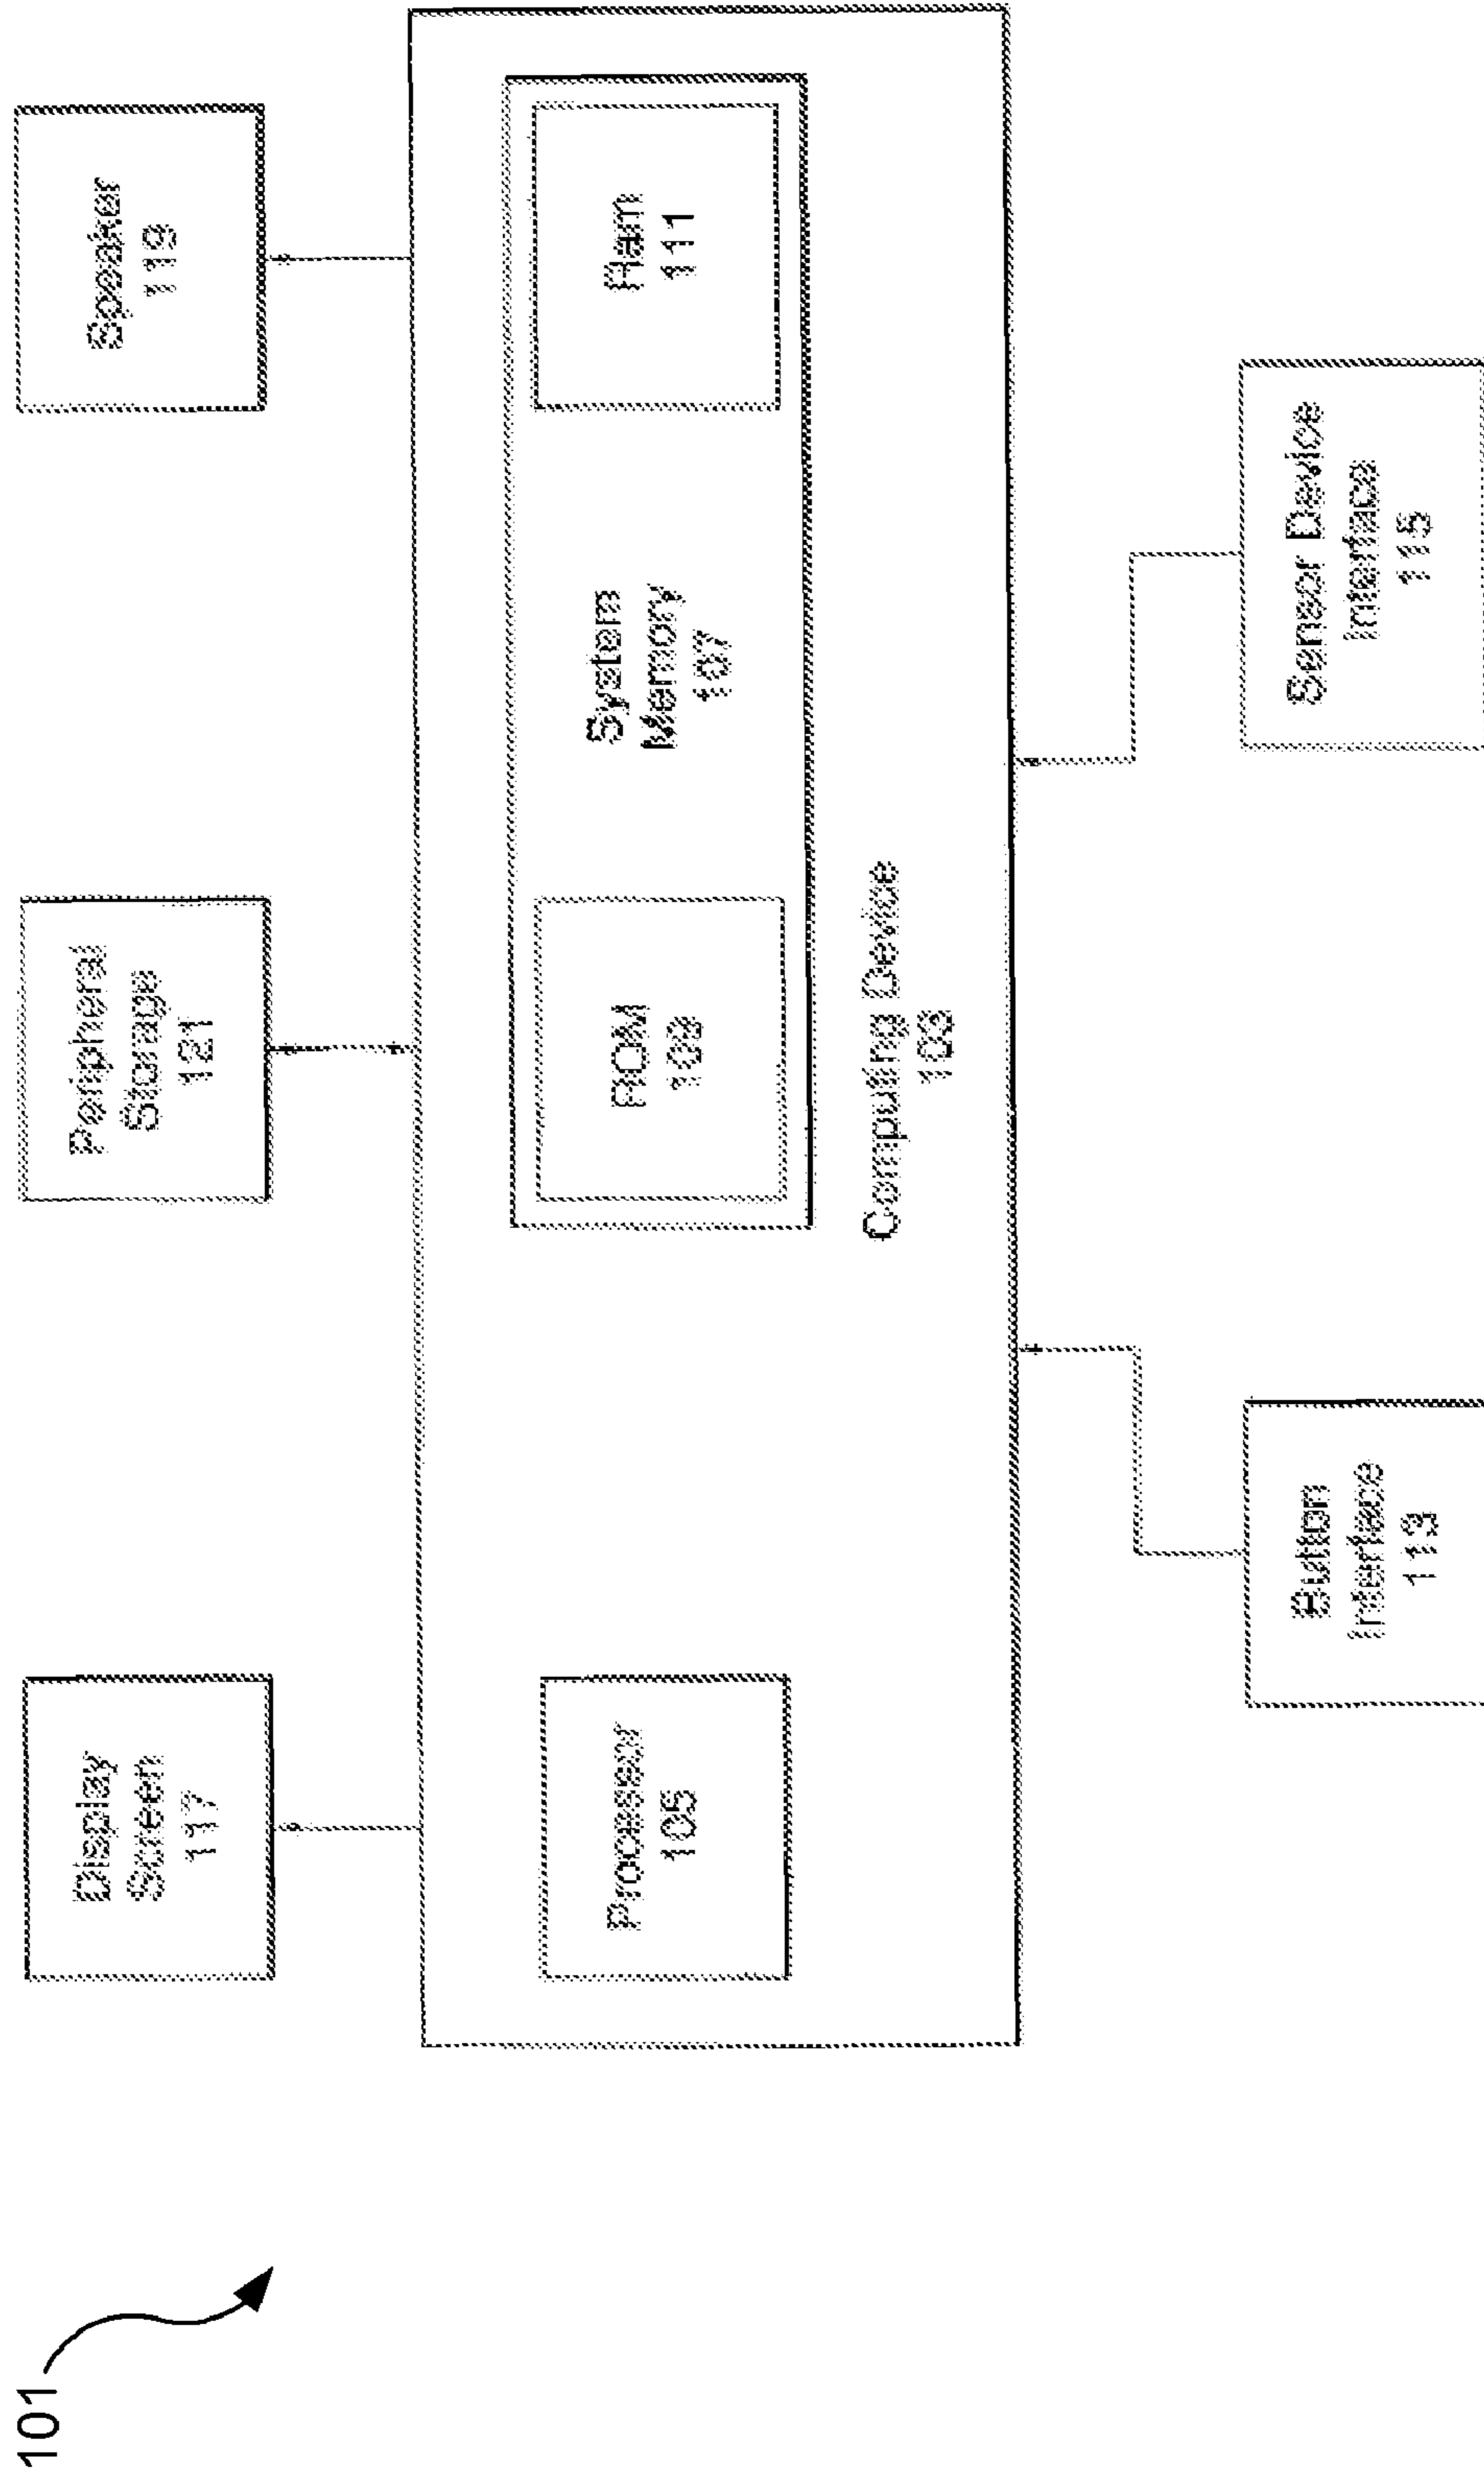 101
Display
Screen
117
Peripheral
Storage
121
Speaker
119
Processor
105
ROM
109
System
Memory
107
Ram
111
Computing Device
103
Button
Interface
113
Sensor Device
Interface
115